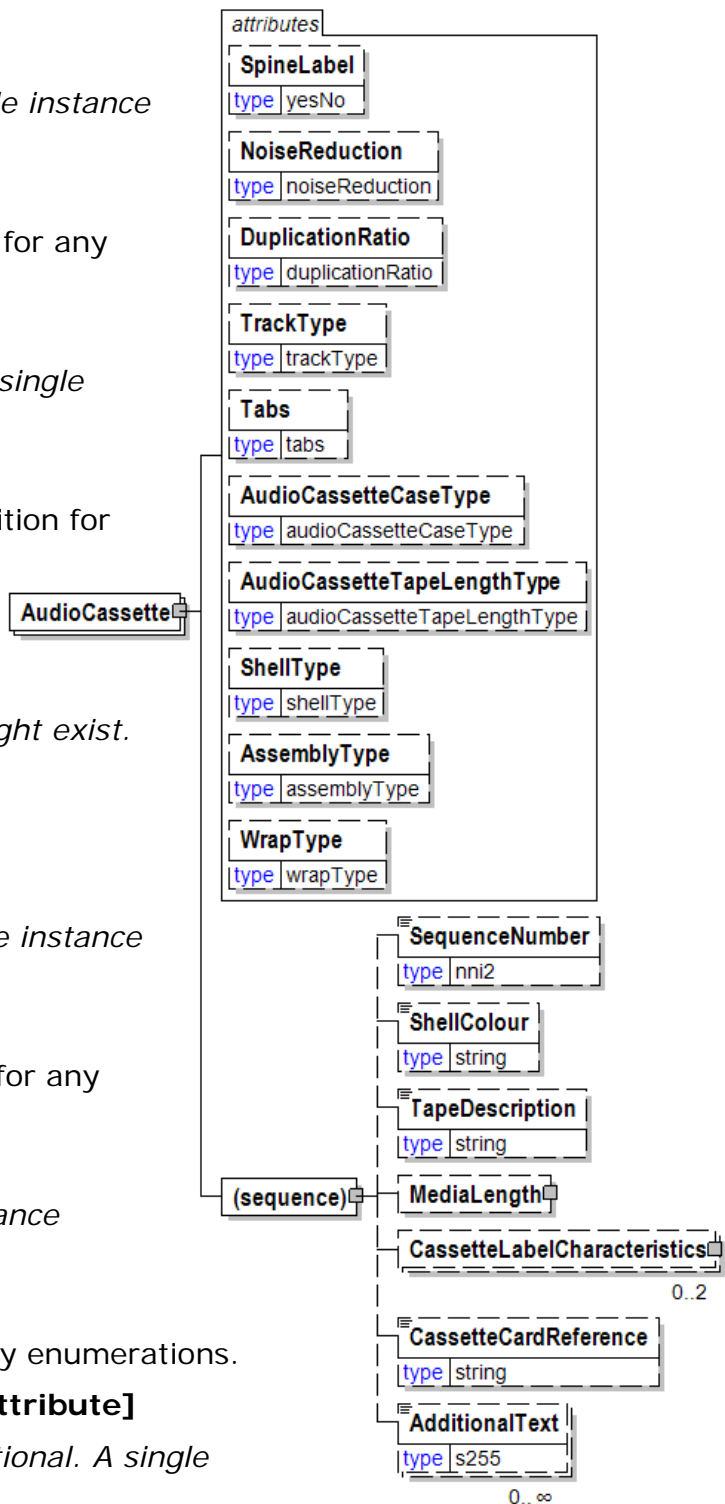 attributes
SpineLabel
type yesNo
le instance
NoiseReduction
type noiseReduction
for any
DuplicationRatio
type duplicationRatio
TrackType
type trackType
single
Tabs
type tabs
AudioCassetteCaseType
type audioCassetteCaseType
ition for
AudioCassetteTapeLengthType
type audioCassetteTapeLengthType
AudioCassette
ShellType
type shellType
ght exist.
AssemblyType
type assemblyType
WrapType
type wrapType
e instance
SequenceNumber
type nni2
ShellColour
type string
for any
TapeDescription
type string
(sequence)
MediaLength
ance
CassetteLabelCharacteristics
0..2
CassetteCardReference
y enumerations.
type string
ttribute]
AdditionalText
tional. A single
type s255
0..∞